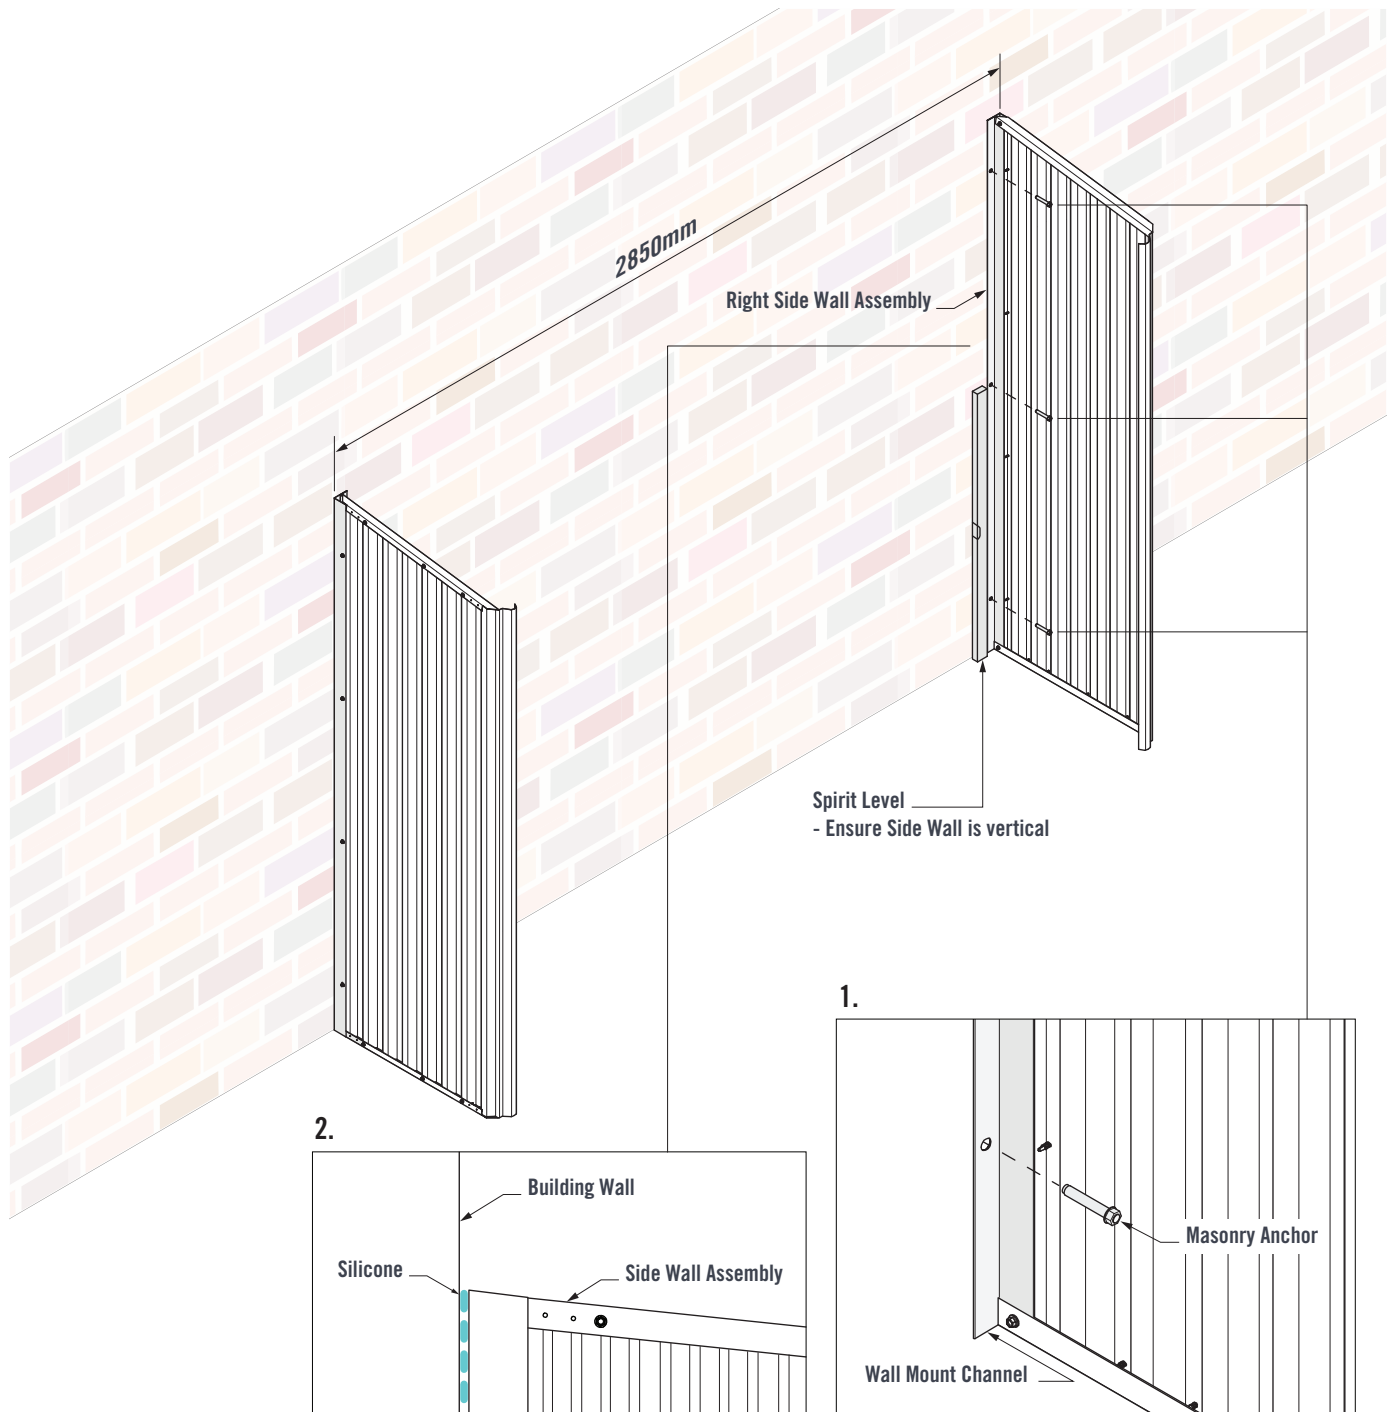 2850mm
Right Side Wall Assembly
Spirit Level
- Ensure Side Wall is vertical
1.
Masonry Anchor
Wall Mount Channel
2.
Building Wall
Silicone
Side Wall Assembly